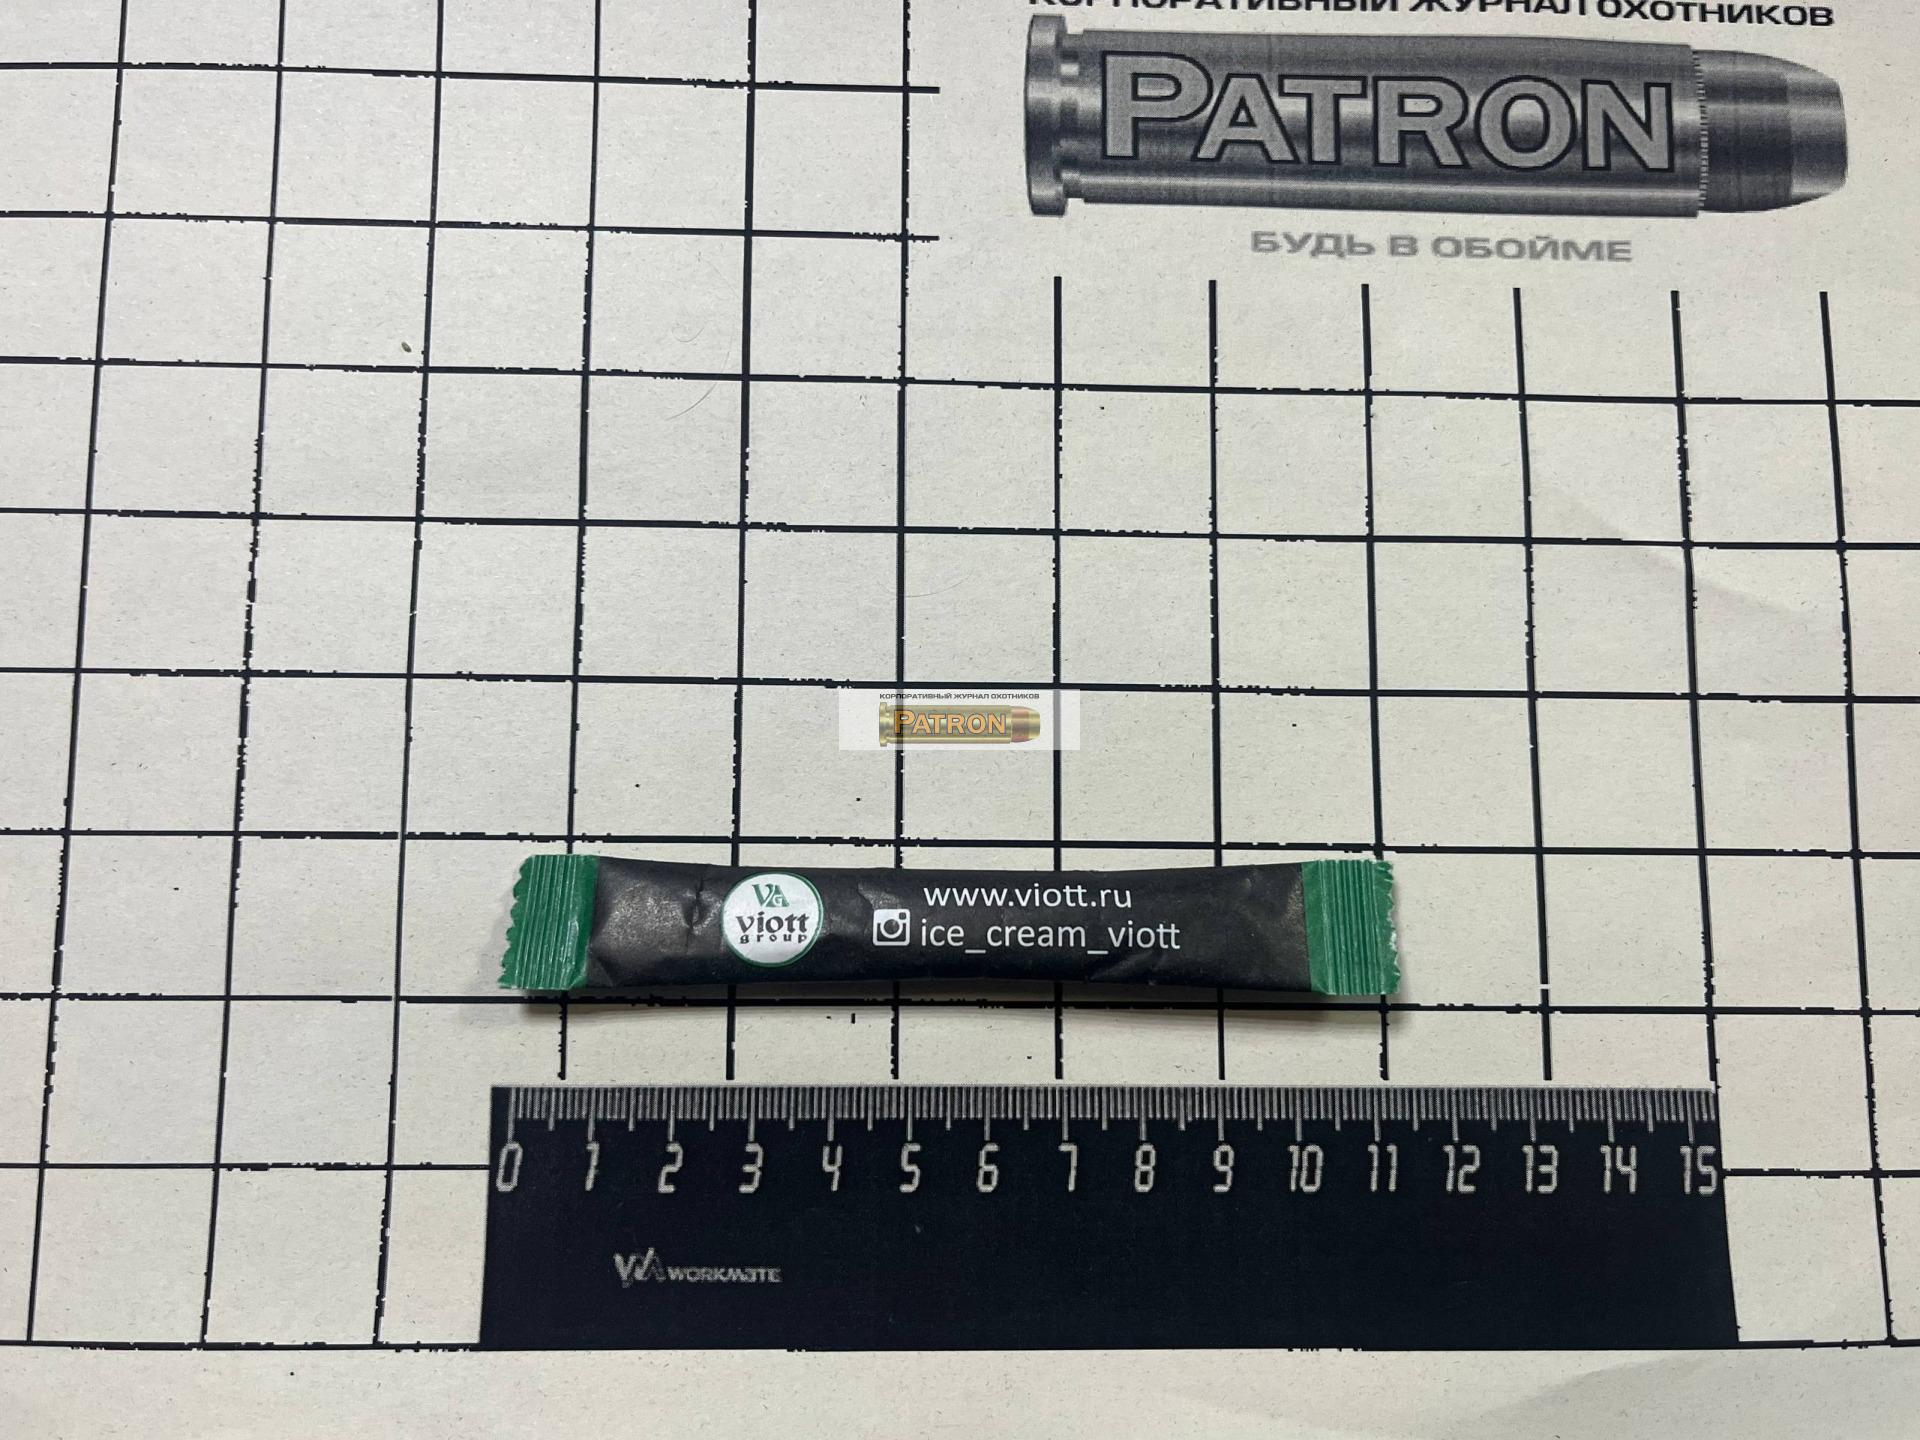 КОРПОРАТИВНЫЙ ЖУРНАЛ ОХОТНИКОВ
PATRON
БУДЬ В ОБОЙМЕ
КОРПОРАТИВНЫЙ ЖУРНАЛ ОХОТНИКОВ
PATRON
VG
viott
group
www.viott.ru
ice_cream_viott
0 1 2 3 4 5 6 7 8 9 10 11 12 13 14 15
WORKMATE